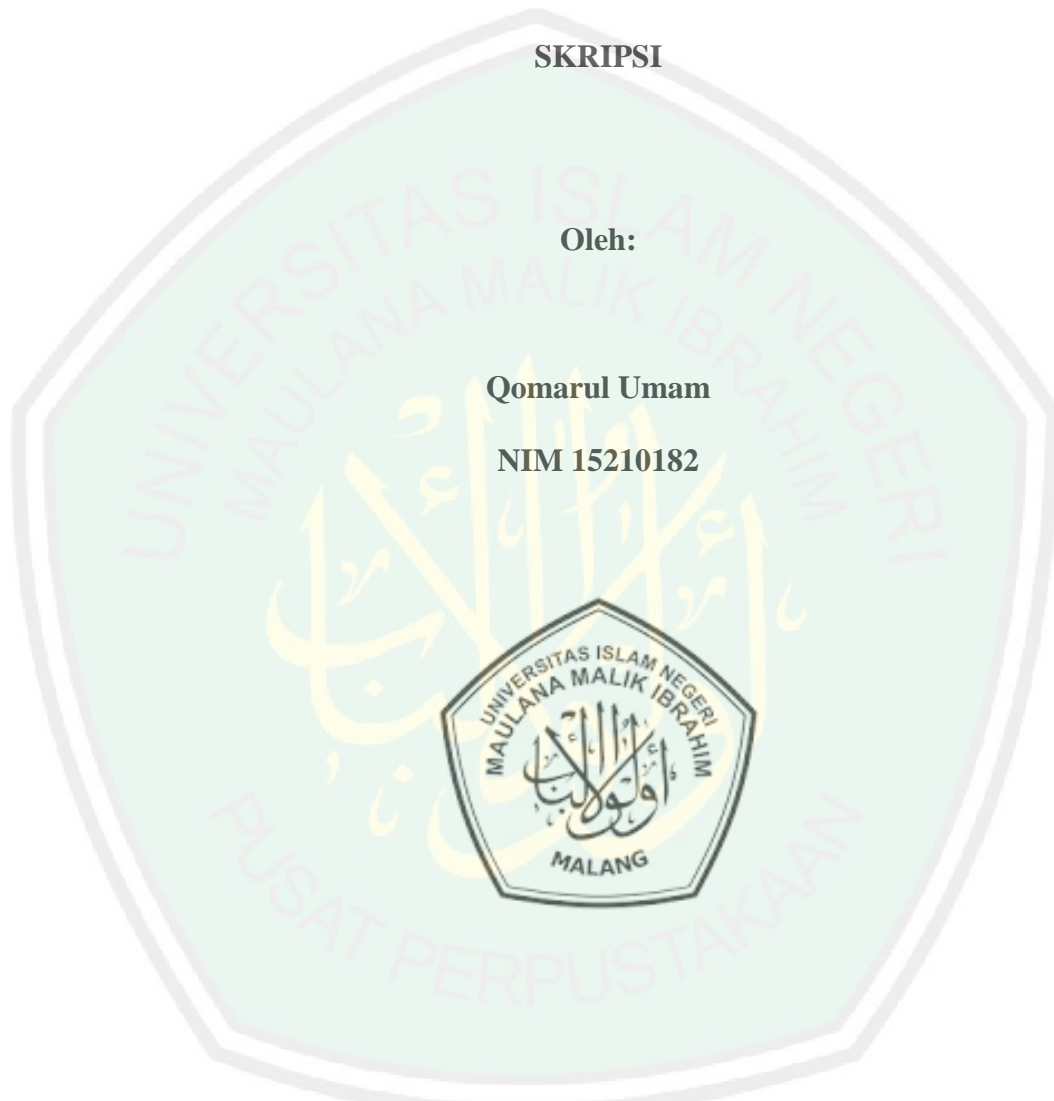 SKRIPSI
Oleh:
Qomarul Umam
NIM 15210182
UNIVERSITAS ISLAM NEGERI
MAULANA MALIK IBRAHIM
PUSAT PERPUSTAKAAN
UNIVERSITAS ISLAM NEGERI
MAULANA MALIK IBRAHIM
MALANG